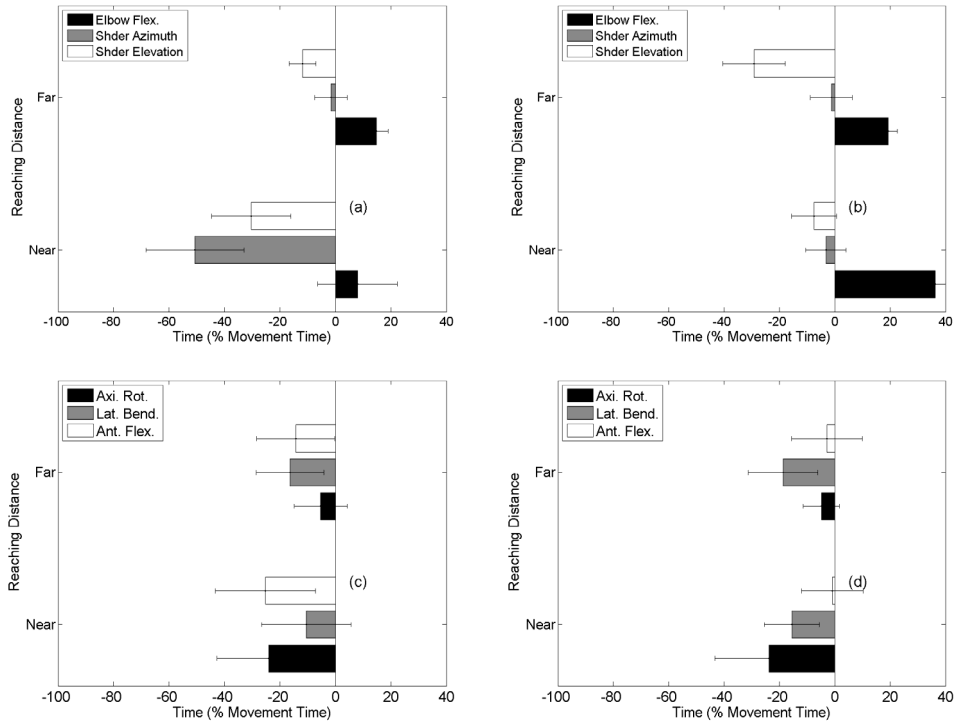 Elbow Flex.
Shder Azimuth
Shder Elevation
Far
Near
Reaching Distance
(a)
-100 -80 -60 -40 -20 0 20 40
Time (% Movement Time)
Elbow Flex.
Shder Azimuth
Shder Elevation
Far
Near
Reaching Distance
(b)
-100 -80 -60 -40 -20 0 20 40
Time (% Movement Time)
Axi. Rot.
Lat. Bend.
Ant. Flex.
Far
Near
Reaching Distance
(c)
-100 -80 -60 -40 -20 0 20 40
Time (% Movement Time)
Axi. Rot.
Lat. Bend.
Ant. Flex.
Far
Near
Reaching Distance
(d)
-100 -80 -60 -40 -20 0 20 40
Time (% Movement Time)